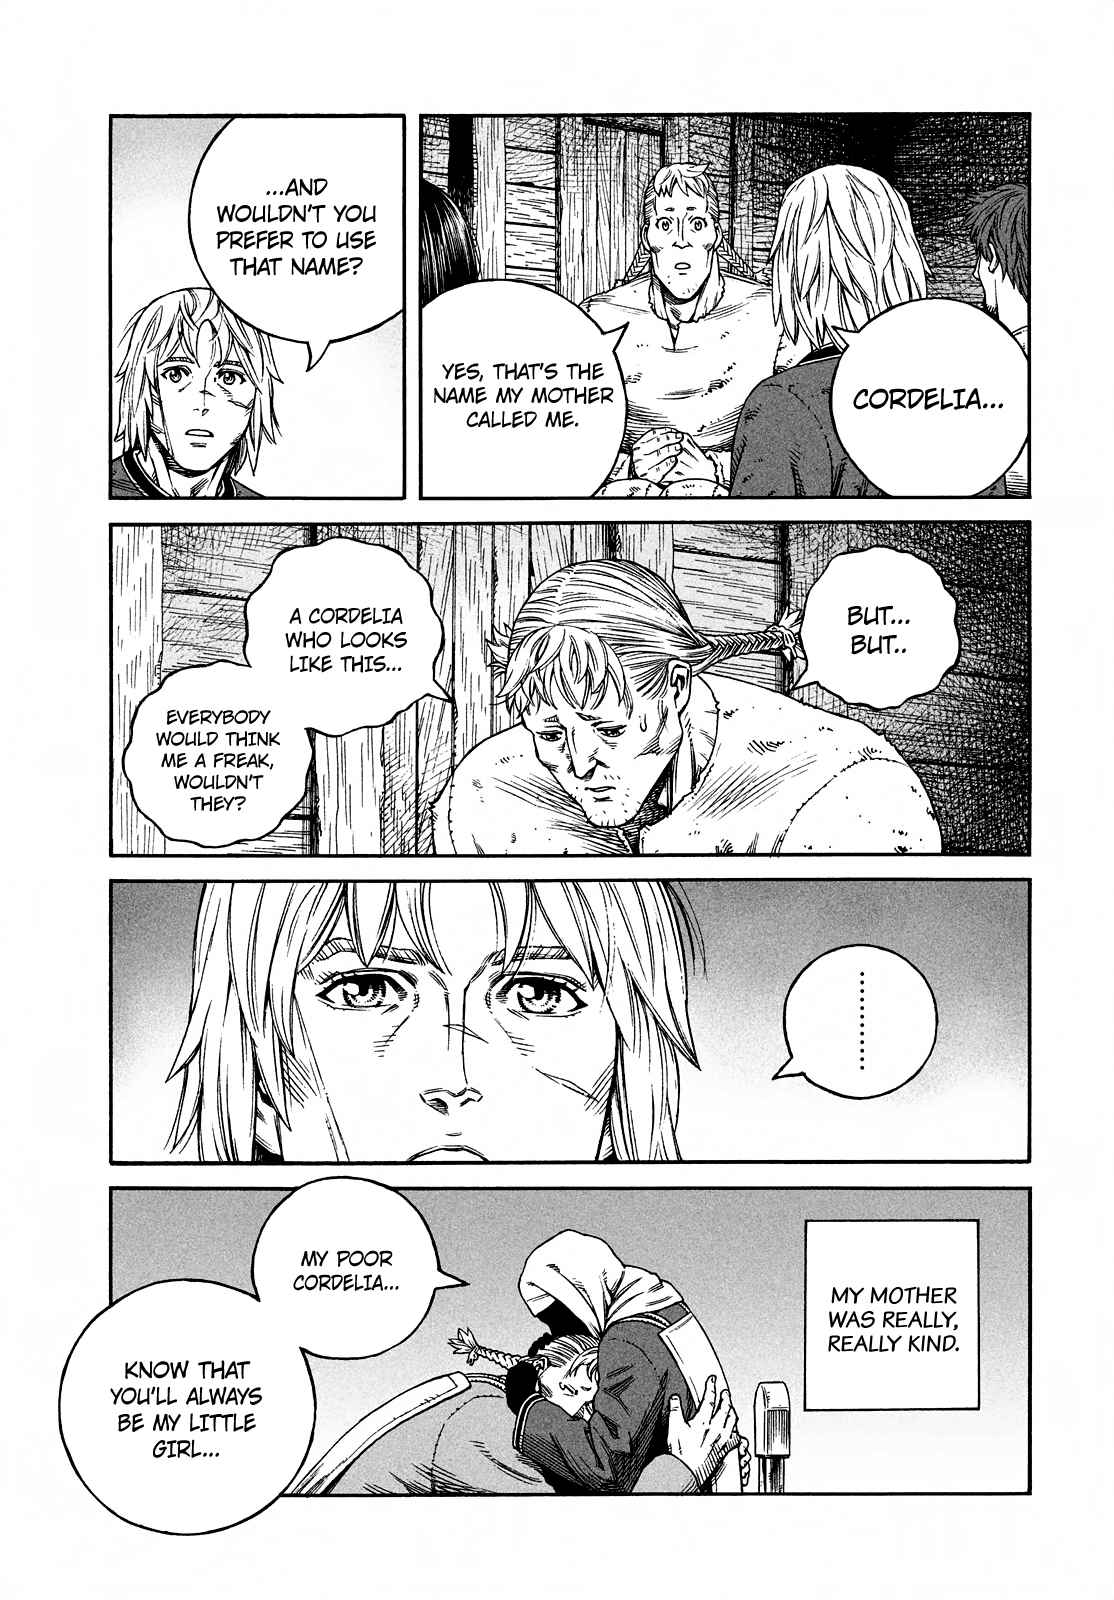 CORDELIA...
YES, THAT'S THE
NAME MY MOTHER
CALLED ME.
...AND
WOULDN'T YOU
PREFER TO USE
THAT NAME?
BUT...
BUT..
A CORDELIA
WHO LOOKS
LIKE THIS...
EVERYBODY
WOULD THINK
ME A FREAK,
WOULDN'T
THEY?
.........
MY MOTHER
WAS REALLY,
REALLY KIND.
MY POOR
CORDELIA...
KNOW THAT
YOU'LL ALWAYS
BE MY LITTLE
GIRL...